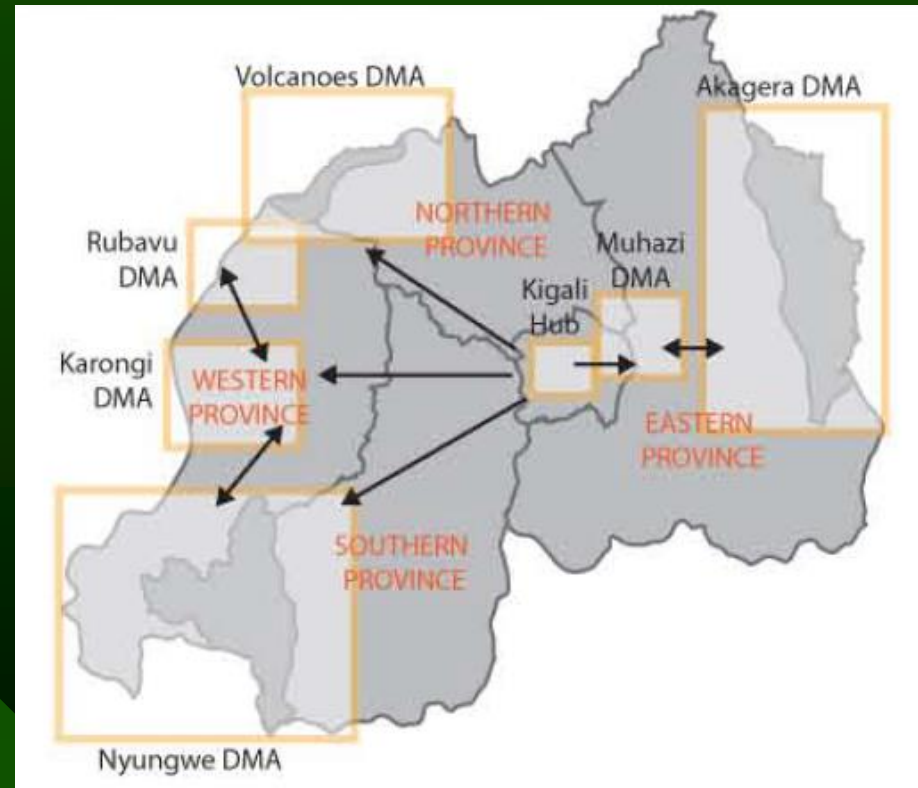 Volcanoes DMA
Akagera DMA
NORTHERN
PROVINCE
Rubavu
DMA
Muhazi
DMA
Kigali
Hub
Karongi
DMA
WESTERN
PROVINCE
EASTERN
PROVINCE
SOUTHERN
PROVINCE
Nyungwe DMA